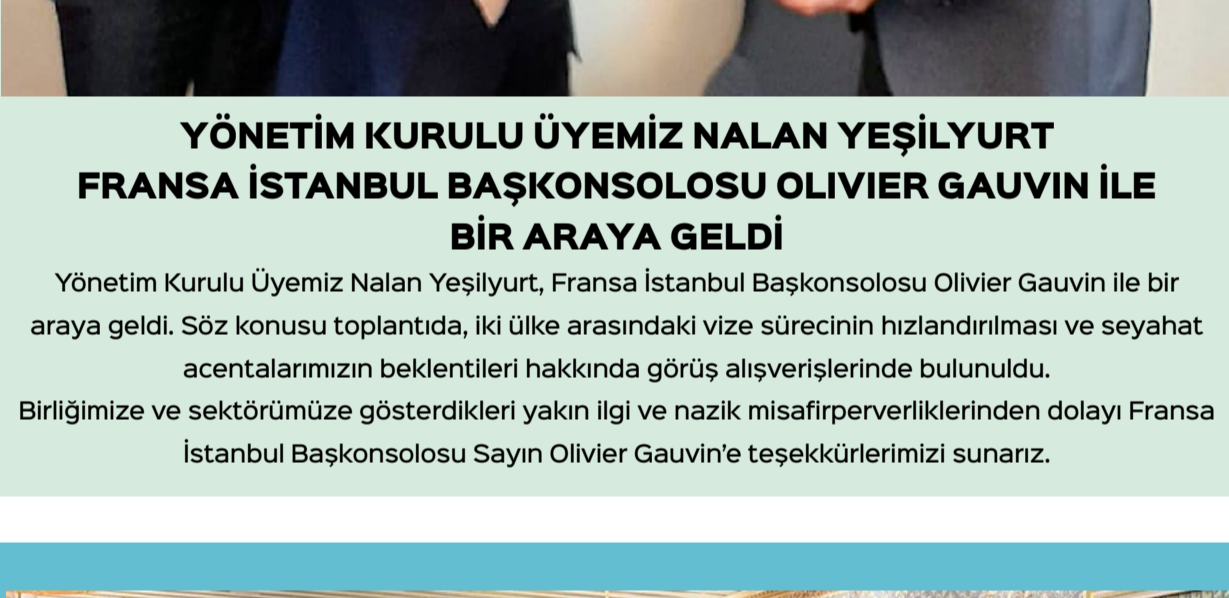 YÖNETİM KURULU ÜYEMİZ NALAN YEŞİLYURT
FRANSA İSTANBUL BAŞKONSOLOSU OLIVIER GAUVIN İLE
BİR ARAYA GELDİ
Yönetim Kurulu Üyemiz Nalan Yeşilyurt, Fransa İstanbul Başkonsolosu Olivier Gauvin ile bir
araya geldi. Söz konusu toplantıda, iki ülke arasındaki vize sürecinin hızlandırılması ve seyahat
acentalarımızın beklentileri hakkında görüş alışverişlerinde bulunuldu.
Birliğimize ve sektörümüze gösterdikleri yakın ilgi ve nazik misafirperverliklerinden dolayı Fransa
İstanbul Başkonsolosu Sayın Olivier Gauvin’e teşekkürlerimizi sunarız.